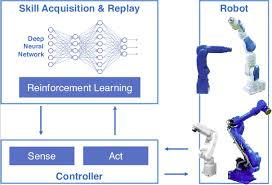 Skill Acquisition & Replay
Robot
Deep
Neural
Network
Reinforcement Learning
Sense
Act
Controller